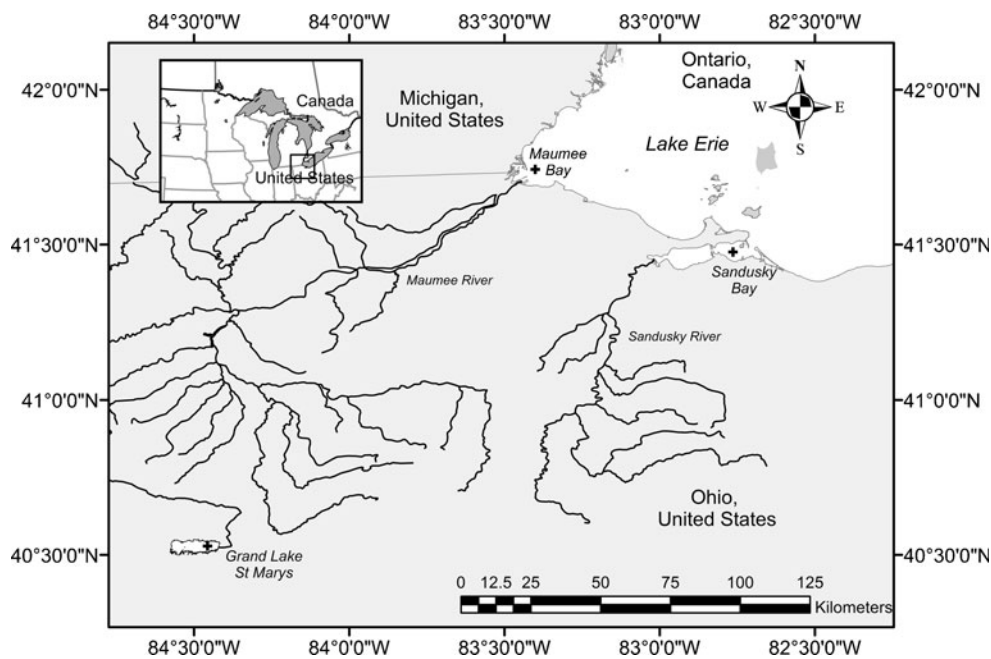 84°30'0"W 84°0'0"W 83°30'0"W 83°0'0"W 82°30'0"W
42°0'0"N
41°30'0"N
41°0'0"N
40°30'0"N
Canada
United States
Michigan,
United States
Ontario,
Canada
N
W E
S
Lake Erie
Maumee
Bay
Maumee River
Sandusky
Bay
Sandusky River
Ohio,
United States
Grand Lake
St Marys
0 12.5 25 50 75 100 125
Kilometers
42°0'0"N
41°30'0"N
41°0'0"N
40°30'0"N
84°30'0"W 84°0'0"W 83°30'0"W 83°0'0"W 82°30'0"W